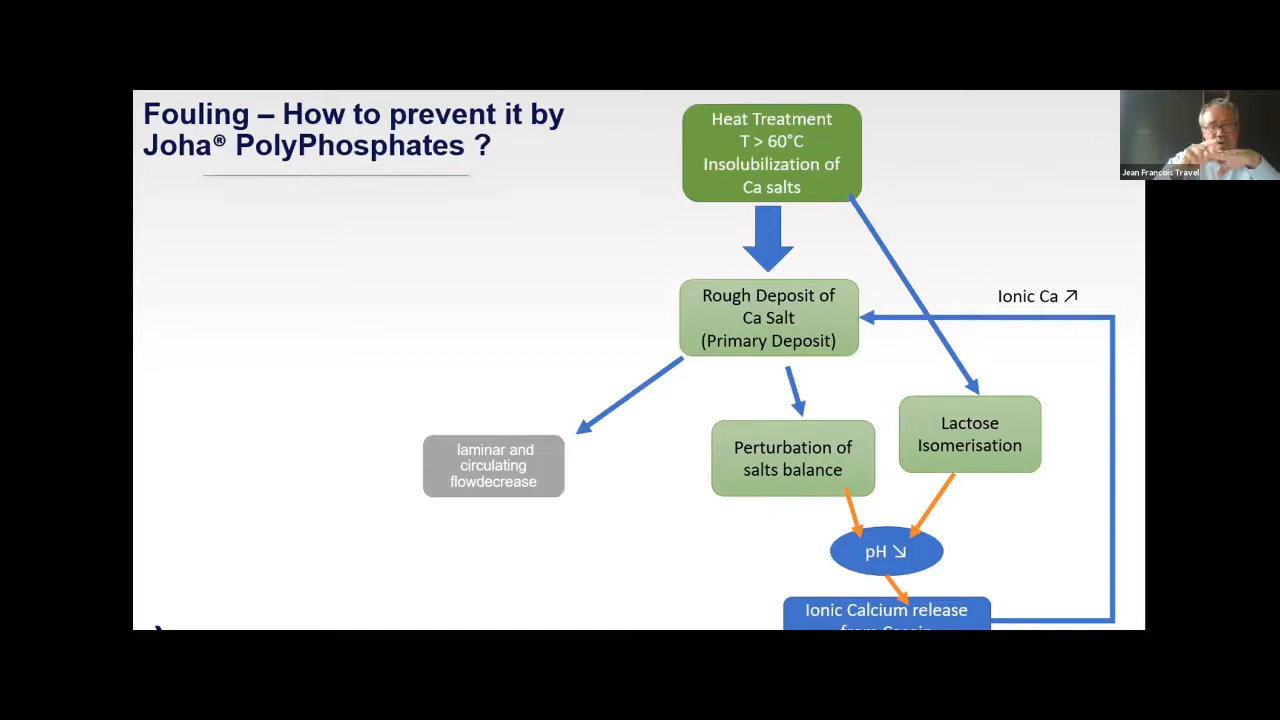 Fouling – How to prevent it by
Joha® PolyPhosphates ?
Jean Francois Travel
Heat Treatment
T > 60°C
Insolubilization of
Ca salts
Rough Deposit of
Ca Salt
(Primary Deposit)
Ionic Ca ↗
laminar and
circulating
flowdecrease
Perturbation of
salts balance
Lactose
Isomerisation
pH ↘
Ionic Calcium release
from Casein